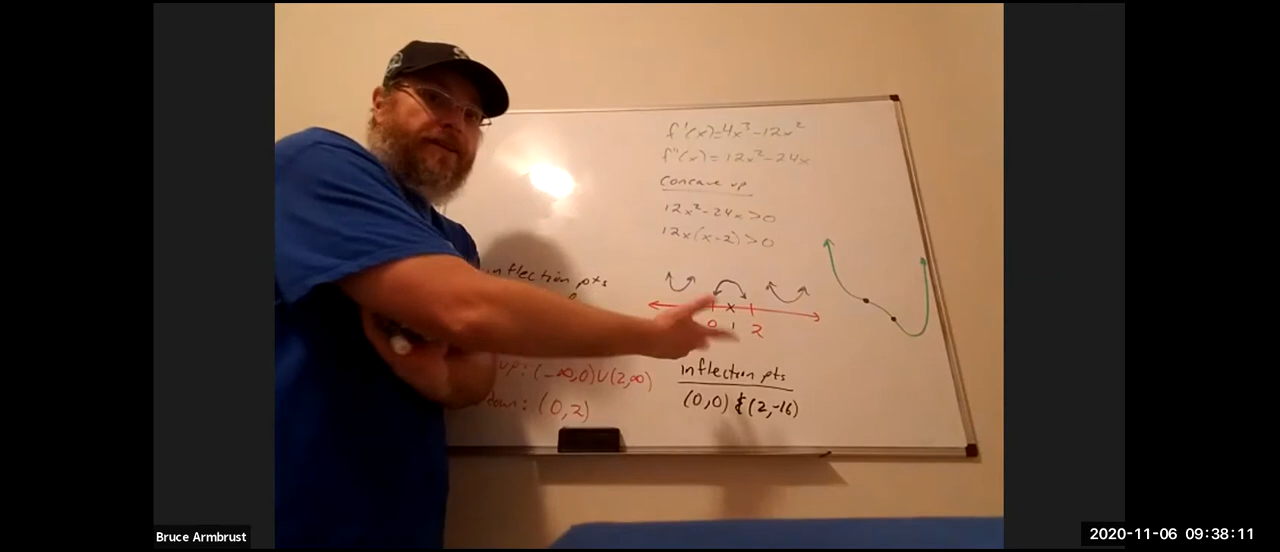 f'(x)=4x³-12x²
f''(x)=12x²-24x
Concave up
12x²-24x>0
12x(x-2)>0
inflection pts
0 1 2
x
up: (-∞,0)∪(2,∞)
down: (0,2)
inflection pts
(0,0) & (2,-16)
Bruce Armbrust
2020-11-06 09:38:11